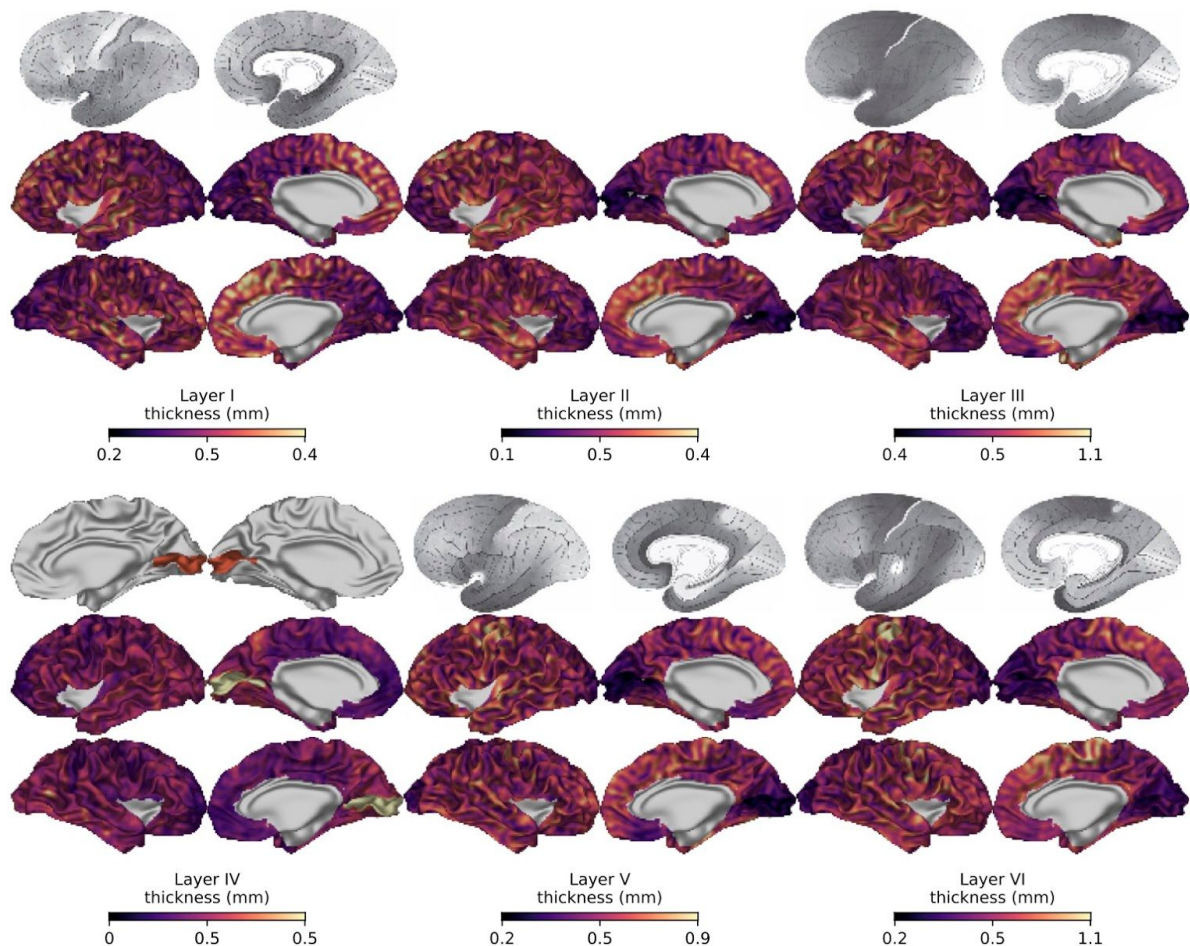 Layer I
thickness (mm)
0.2 0.5 0.4
Layer II
thickness (mm)
0.1 0.5 0.4
Layer III
thickness (mm)
0.4 0.5 1.1
Layer IV
thickness (mm)
0 0.5 0.5
Layer V
thickness (mm)
0.2 0.5 0.9
Layer VI
thickness (mm)
0.2 0.5 1.1